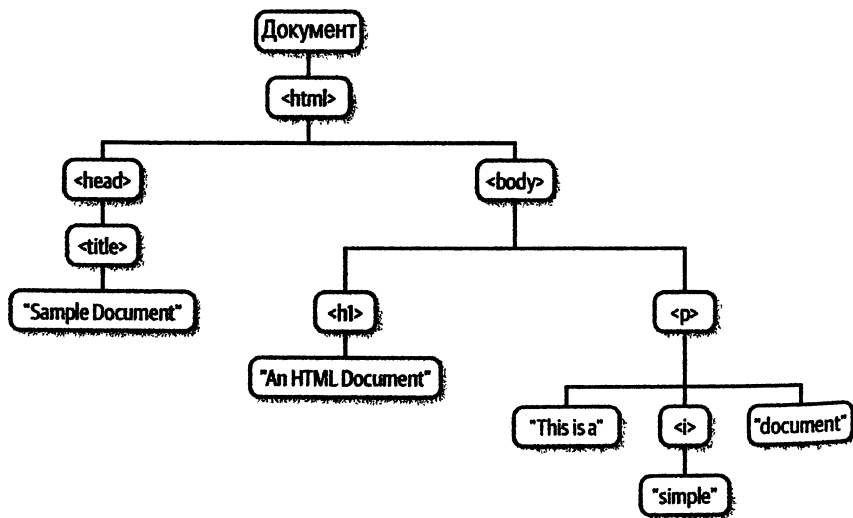 Документ
<html>
<head>
<body>
<title>
"Sample Document"
<h1>
<p>
"An HTML Document"
"This is a"
<i>
"document"
"simple"